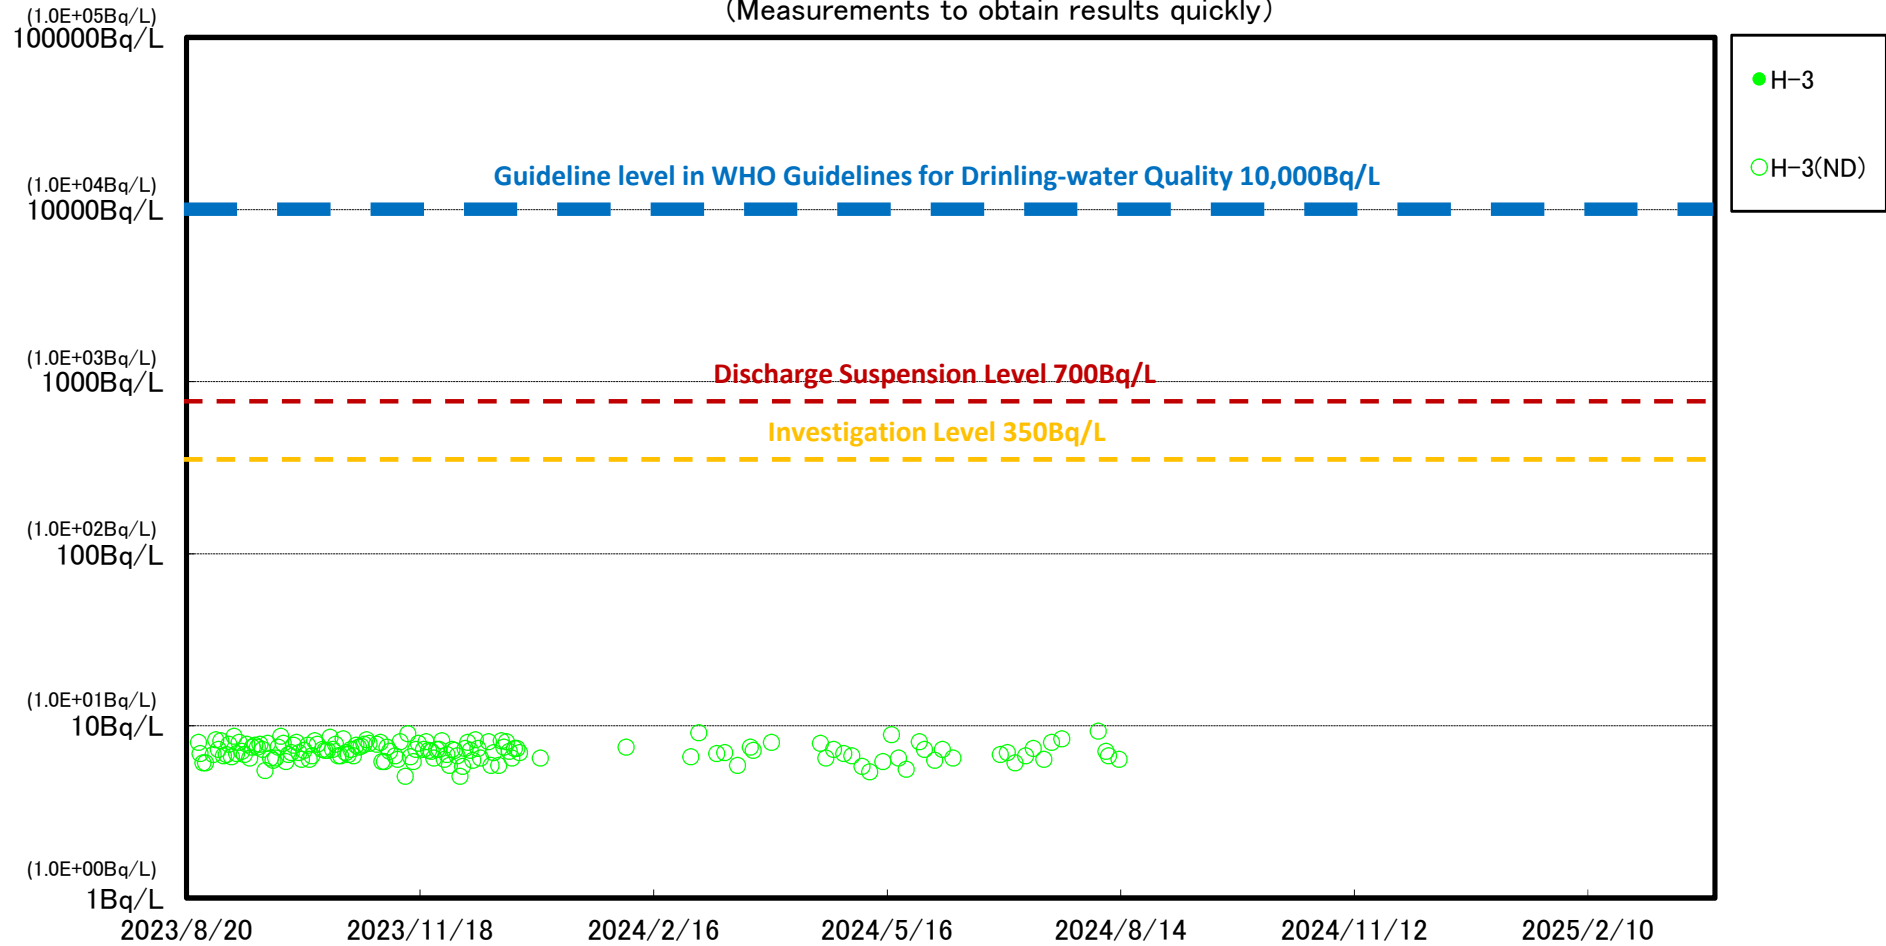 (Measurements to obtain results quickly)
(1.0E+05Bq/L)
100000Bq/L
H-3
H-3(ND)
Guideline level in WHO Guidelines for Drinling-water Quality 10,000Bq/L
(1.0E+04Bq/L)
10000Bq/L
(1.0E+03Bq/L)
1000Bq/L
Discharge Suspension Level 700Bq/L
Investigation Level 350Bq/L
(1.0E+02Bq/L)
100Bq/L
(1.0E+01Bq/L)
10Bq/L
(1.0E+00Bq/L)
1Bq/L
2023/8/20 2023/11/18 2024/2/16 2024/5/16 2024/8/14 2024/11/12 2025/2/10